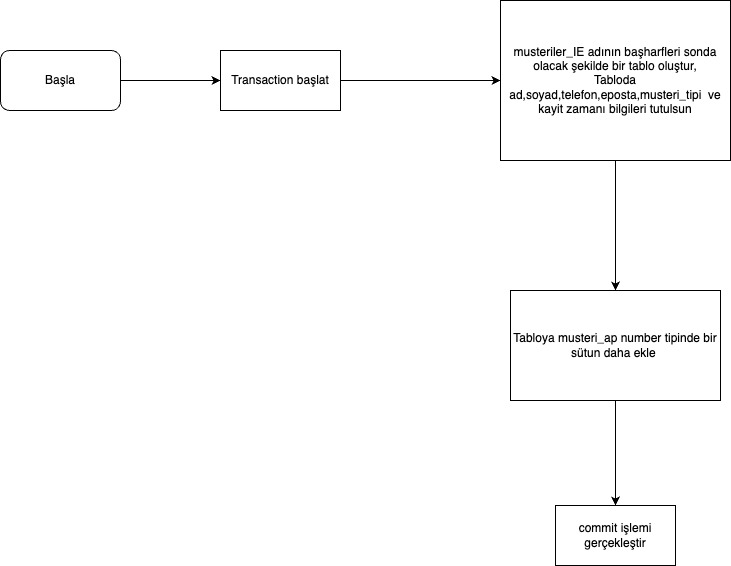 Başla
Transaction başlat
musteriler_IE adının başharfleri sonda
olacak şekilde bir tablo oluştur,
Tabloda
ad,soyad,telefon,eposta,musteri_tipi ve
kayit zamanı bilgileri tutulsun
Tabloya musteri_ap number tipinde bir
sütun daha ekle
commit işlemi
gerçekleştir